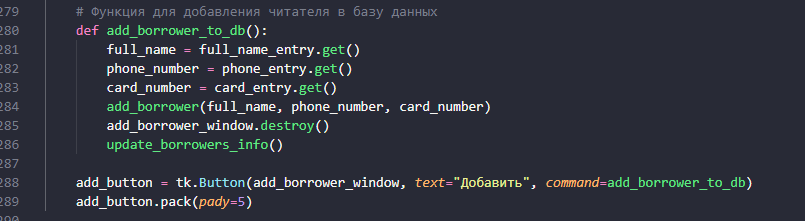 279 # Функция для добавления читателя в базу данных
280 def add_borrower_to_db():
281 full_name = full_name_entry.get()
282 phone_number = phone_entry.get()
283 card_number = card_entry.get()
284 add_borrower(full_name, phone_number, card_number)
285 add_borrower_window.destroy()
286 update_borrowers_info()
287
288 add_button = tk.Button(add_borrower_window, text="Добавить", command=add_borrower_to_db)
289 add_button.pack(pady=5)
290